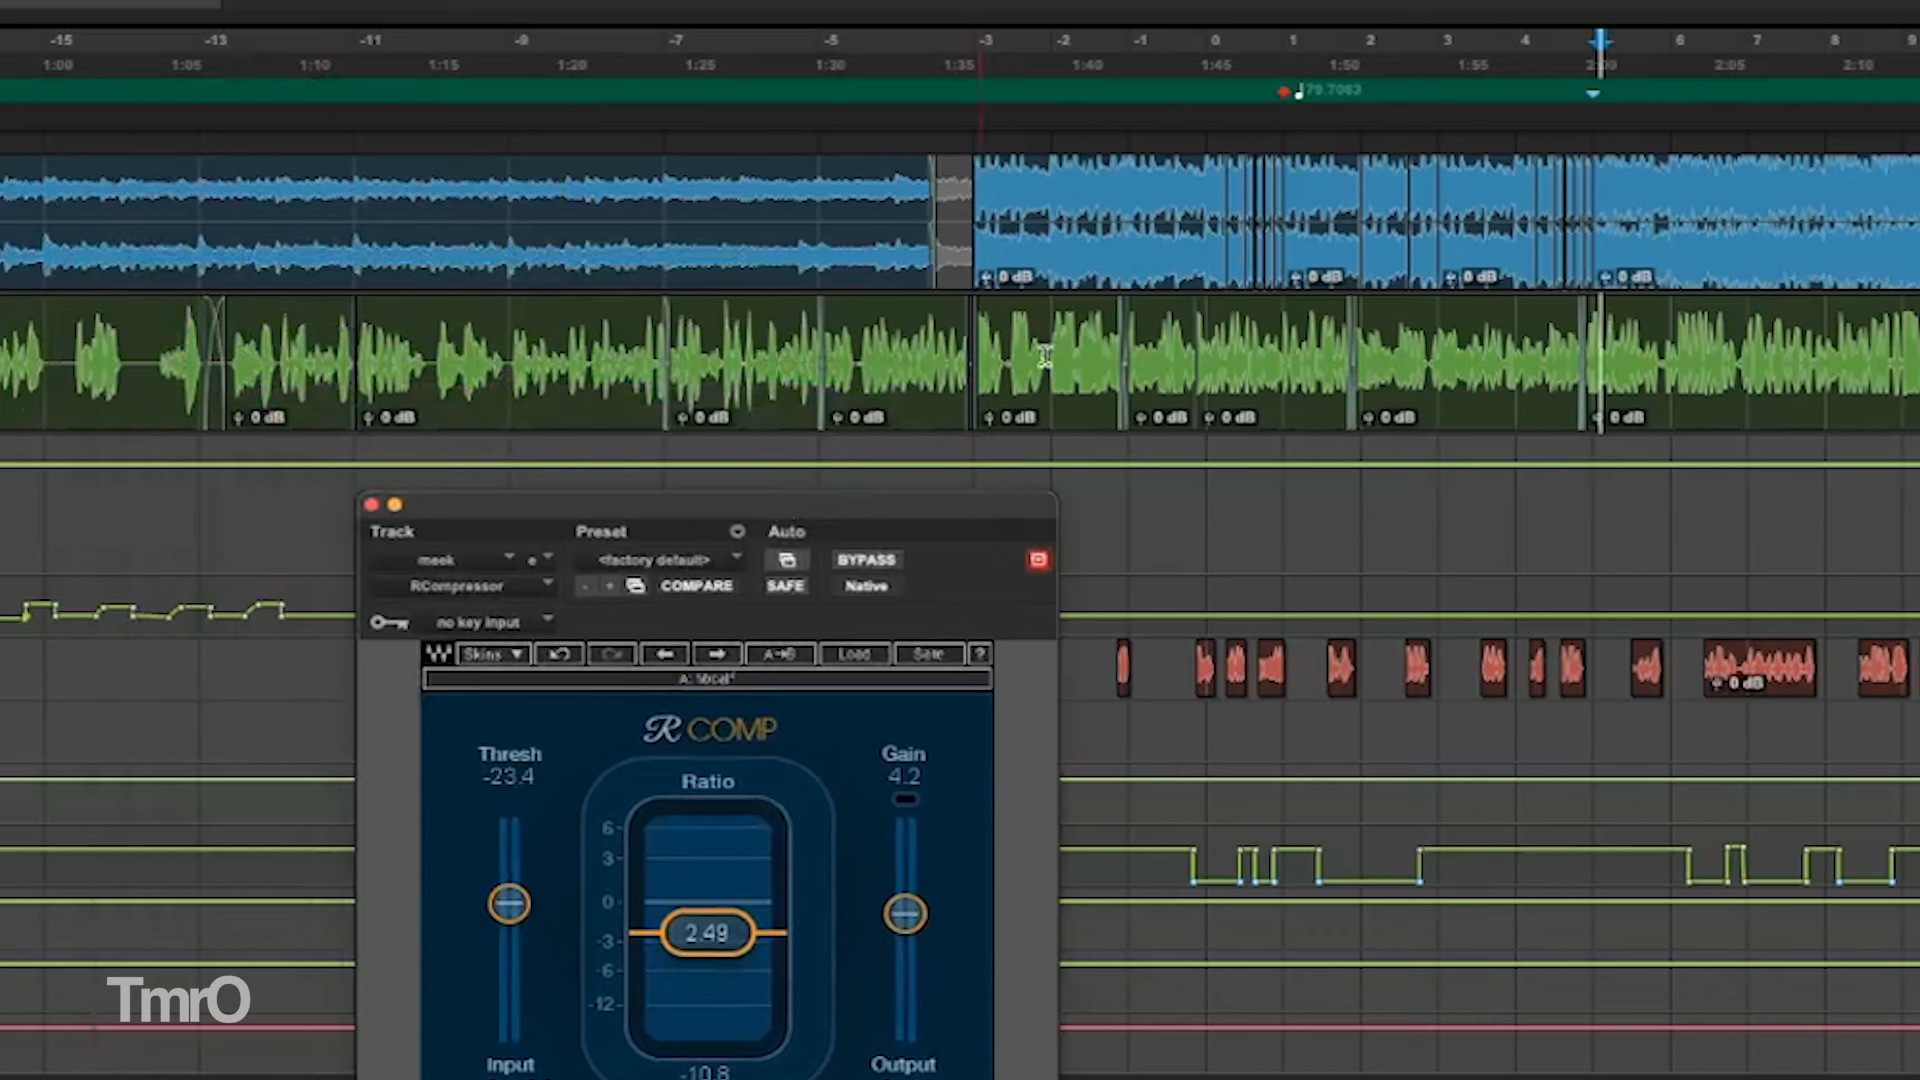 -15 -13 -11 -9 -7 -5 -3 -2 -1 0 1 2 3 4 6 7 8 9
1:00 1:05 1:10 1:15 1:20 1:25 1:30 1:35 1:40 1:45 1:50 1:55 2:05 2:10
79.7083
0 dB 0 dB 0 dB 0 dB
0 dB 0 dB 0 dB 0 dB 0 dB 0 dB 0 dB 0 dB 0 dB
Track Preset Auto
meek e <factory default> BYPASS
RCompressor - + COMPARE SAFE Native
no key input
Skins A→B Load Save ?
0 dB
R COMP
Thresh Gain
-23.4 4.2
Ratio
6
3
0
2.49
-3
-6
-12
TmrO
Input Output
-10.8